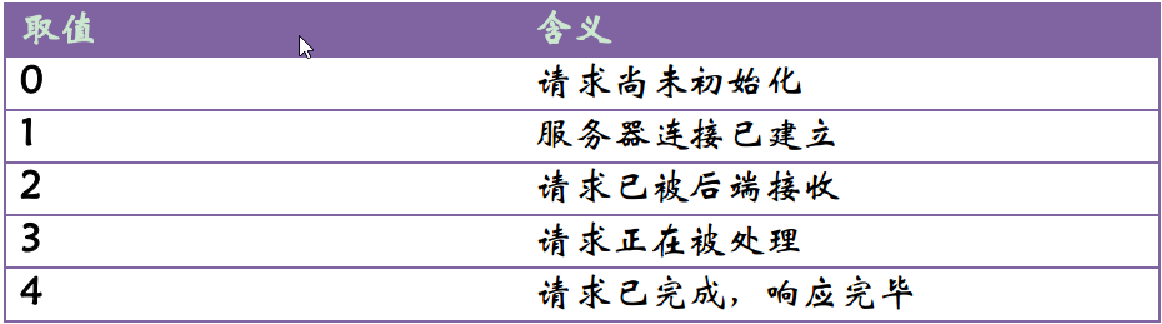 取值 含义
0 请求尚未初始化
1 服务器连接已建立
2 请求已被后端接收
3 请求正在被处理
4 请求已完成，响应完毕